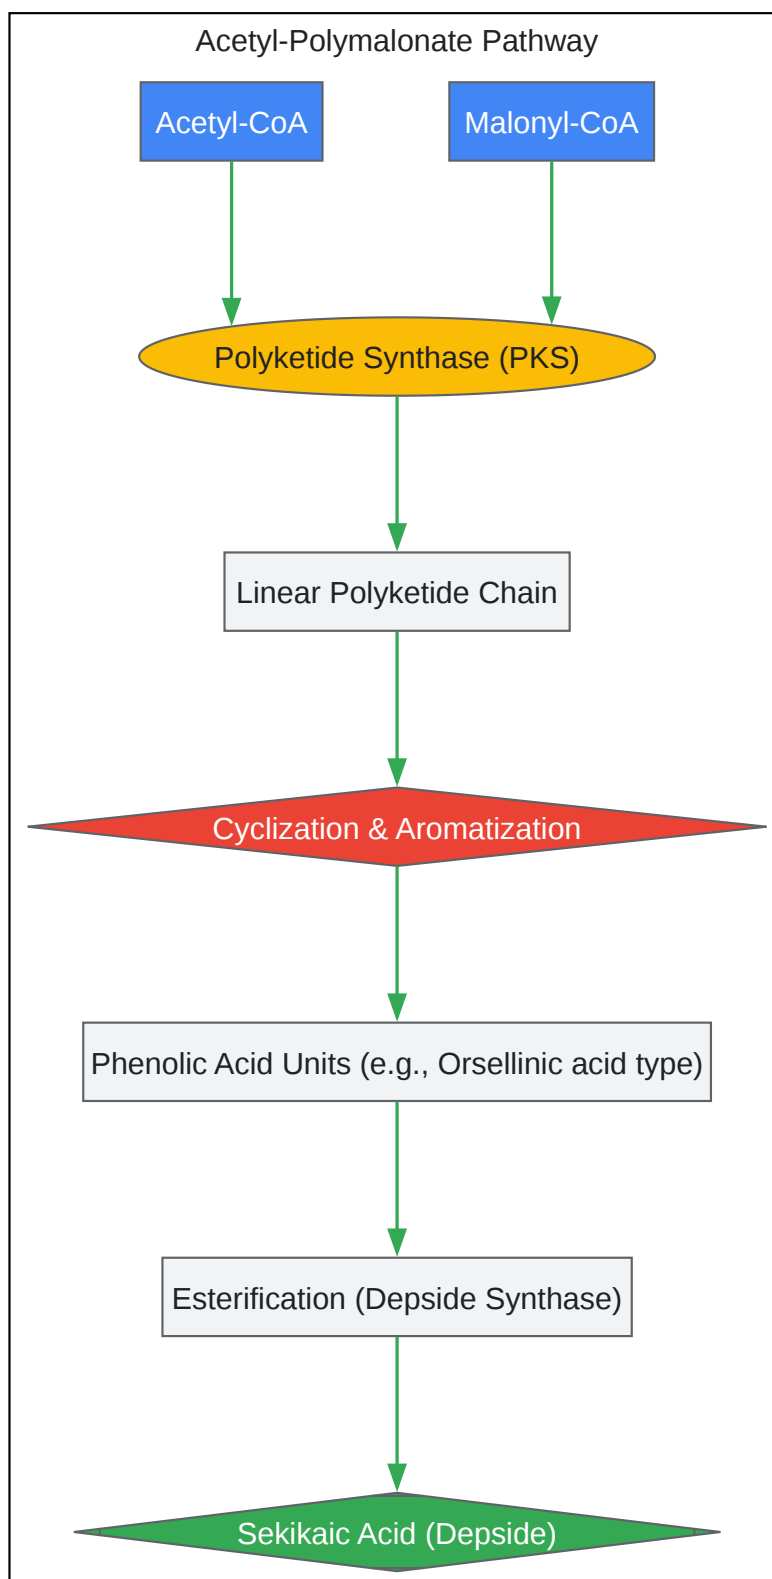 Acetyl-Polymalonate Pathway
Acetyl-CoA
Malonyl-CoA
Polyketide Synthase (PKS)
Linear Polyketide Chain
Cyclization & Aromatization
Phenolic Acid Units (e.g., Orsellinic acid type)
Esterification (Depside Synthase)
Sekikaic Acid (Depside)